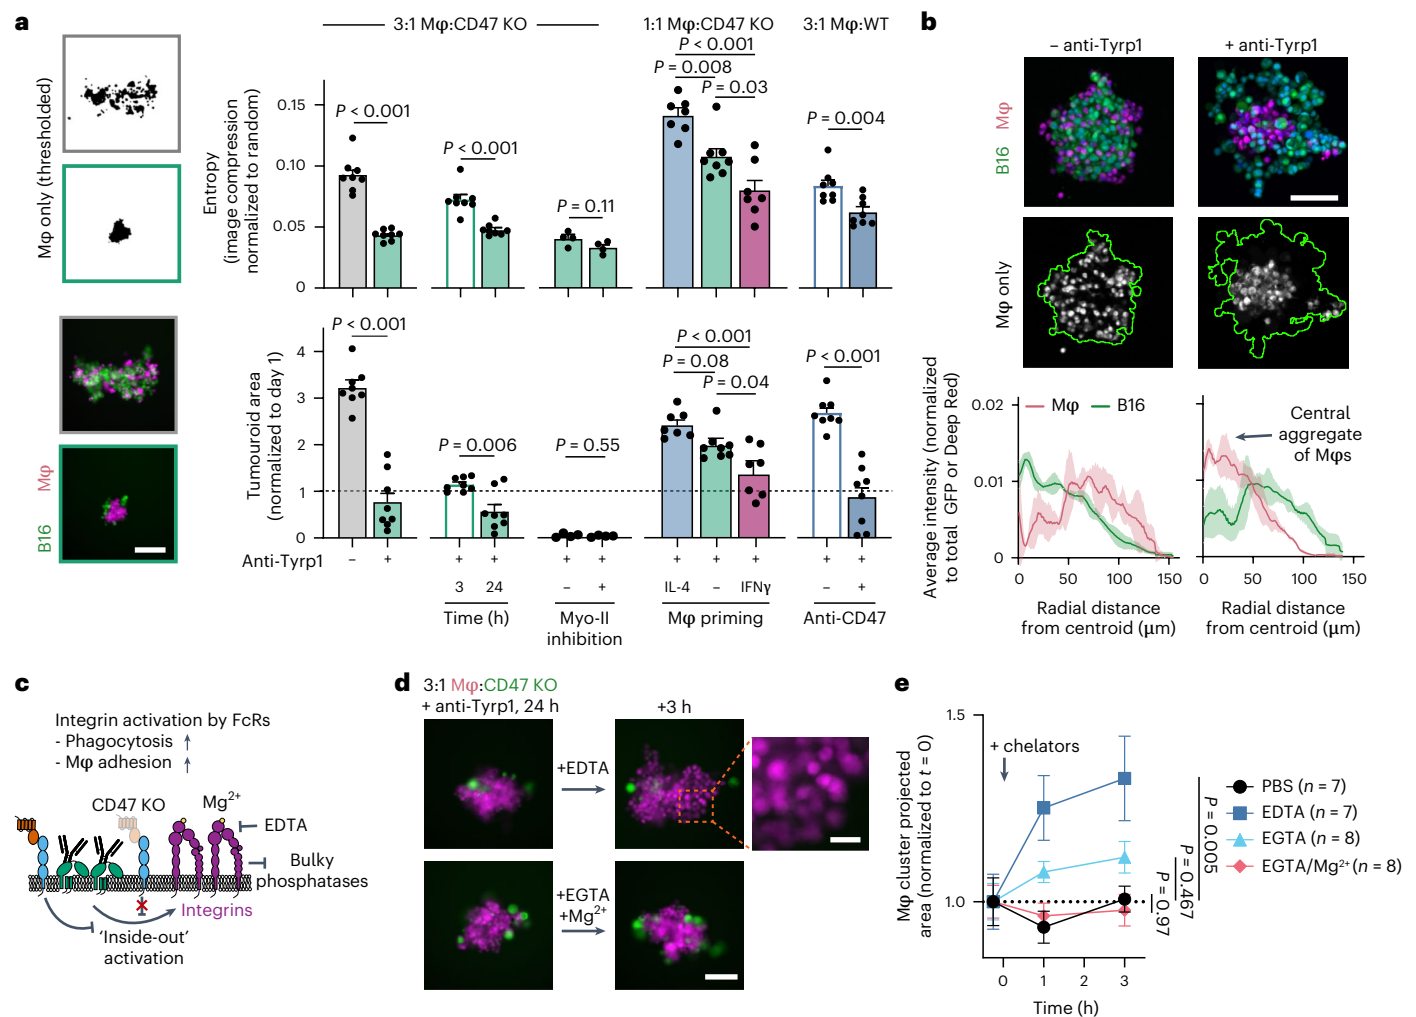 a
3:1 Mφ:CD47 KO
1:1 Mφ:CD47 KO
3:1 Mφ:WT
Mφ only (thresholded)
B16 Mφ
Entropy
(image compression
normalized to random)
0.15
0.10
0.05
0
P < 0.001
P < 0.001
P = 0.11
P < 0.001
P = 0.008
P = 0.03
P = 0.004
Tumouroid area
(normalized to day 1)
4
3
2
1
0
P < 0.001
P = 0.006
P = 0.55
P < 0.001
P = 0.08
P = 0.04
P < 0.001
Anti-Tyrp1
– + + + + + + + + + +
3 24 – + IL-4 – IFNγ – +
Time (h)
Myo-II
inhibition
Mφ priming
Anti-CD47
b
– anti-Tyrp1
+ anti-Tyrp1
B16 Mφ
Mφ only
Average intensity (normalized
to total GFP or Deep Red)
0.02
0.01
0
Mφ B16
Central
aggregate
of Mφs
0 50 100 150
0 50 100 150
Radial distance
from centroid (μm)
Radial distance
from centroid (μm)
c
Integrin activation by FcRs
- Phagocytosis ↑
- Mφ adhesion ↑
CD47 KO
Mg2+
EDTA
Bulky
phosphatases
Integrins
'Inside-out'
activation
d
3:1 Mφ:CD47 KO
+ anti-Tyrp1, 24 h
+3 h
+EDTA
+EGTA
+Mg2+
e
Mφ cluster projected
area (normalized to t = 0)
1.5
1.0
+ chelators
0 1 2 3
Time (h)
P = 0.97
P = 0.467
P = 0.005
PBS (n = 7)
EDTA (n = 7)
EGTA (n = 8)
EGTA/Mg2+ (n = 8)